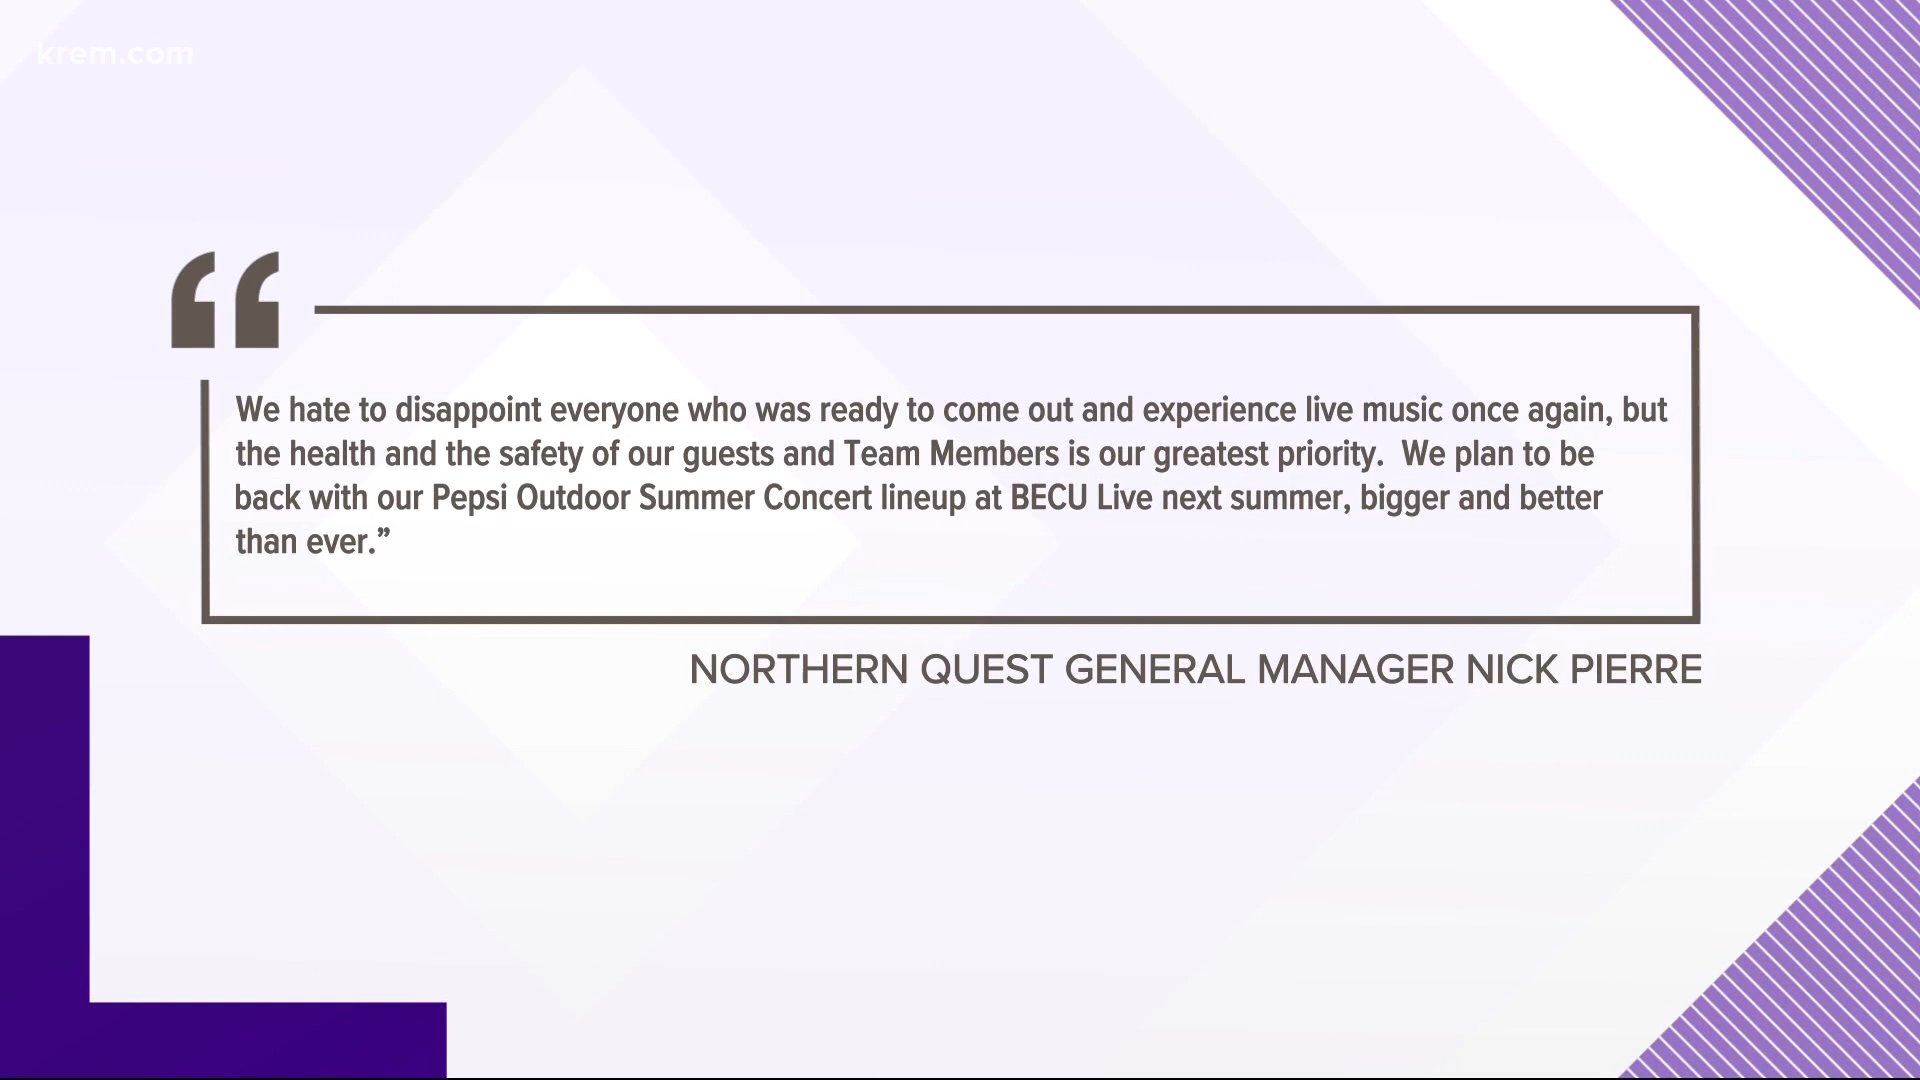 krem.com
“
We hate to disappoint everyone who was ready to come out and experience live music once again, but
the health and the safety of our guests and Team Members is our greatest priority.  We plan to be
back with our Pepsi Outdoor Summer Concert lineup at BECU Live next summer, bigger and better
than ever.”
NORTHERN QUEST GENERAL MANAGER NICK PIERRE